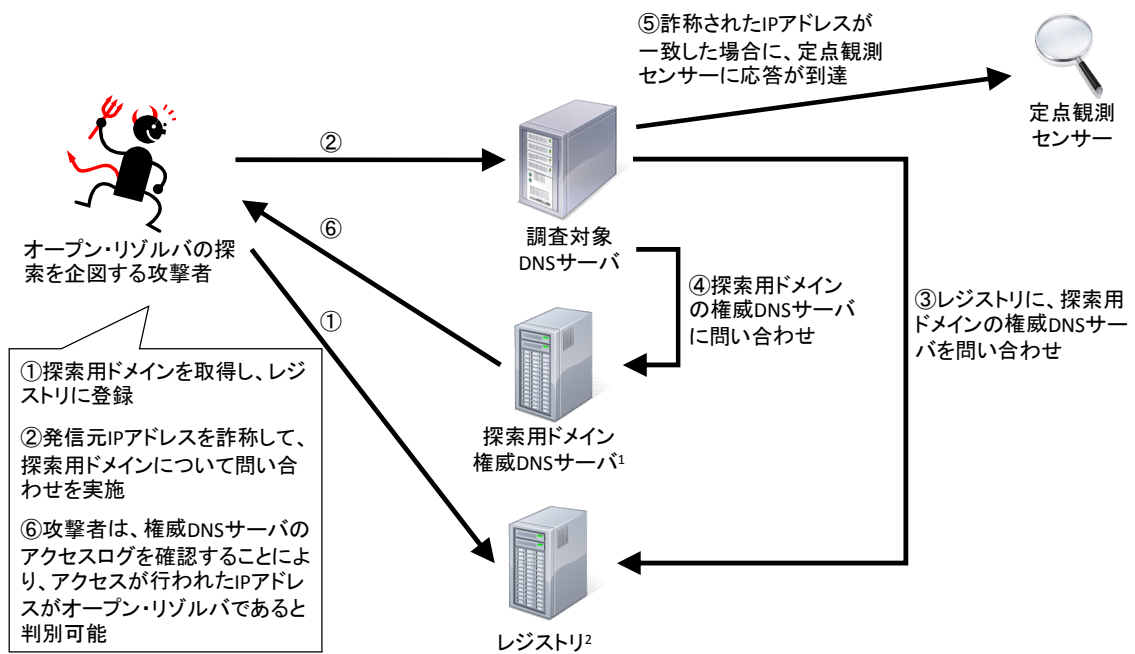 ⑤詐称されたIPアドレスが
一致した場合に、定点観測
センサーに応答が到達
定点観測
センサー
②
オープン・リゾルバの探
索を企図する攻撃者
調査対象
DNSサーバ
⑥
①
④探索用ドメイン
の権威DNSサーバ
に問い合わせ
③レジストリに、探索用
ドメインの権威DNSサー
バを問い合わせ
探索用ドメイン
権威DNSサーバ1
レジストリ2
①探索用ドメインを取得し、レジ
ストリに登録
②発信元IPアドレスを詐称して、
探索用ドメインについて問い合
わせを実施
⑥攻撃者は、権威DNSサーバの
アクセスログを確認することによ
り、アクセスが行われたIPアドレ
スがオープン・リゾルバであると
判別可能